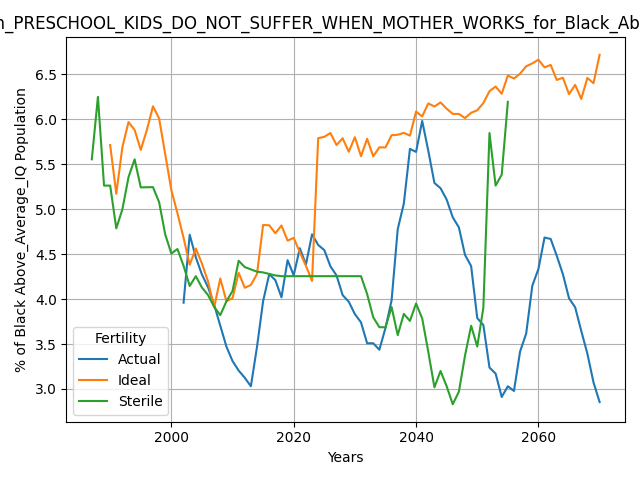 PRESCHOOL_KIDS_DO_NOT_SUFFER_WHEN_MOTHER_WORKS_for_Black_Ab
% of Black Above_Average_IQ Population
6.5
6.0
5.5
5.0
4.5
4.0
3.5
3.0
Fertility
Actual
Ideal
Sterile
2000
2020
2040
2060
Years